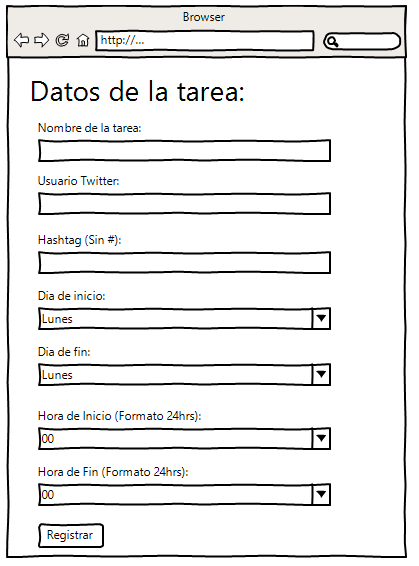 Browser
http://...
Datos de la tarea:
Nombre de la tarea:
Usuario Twitter:
Hashtag (Sin #):
Dia de inicio:
Lunes
Dia de fin:
Lunes
Hora de Inicio (Formato 24hrs):
00
Hora de Fin (Formato 24hrs):
00
Registrar